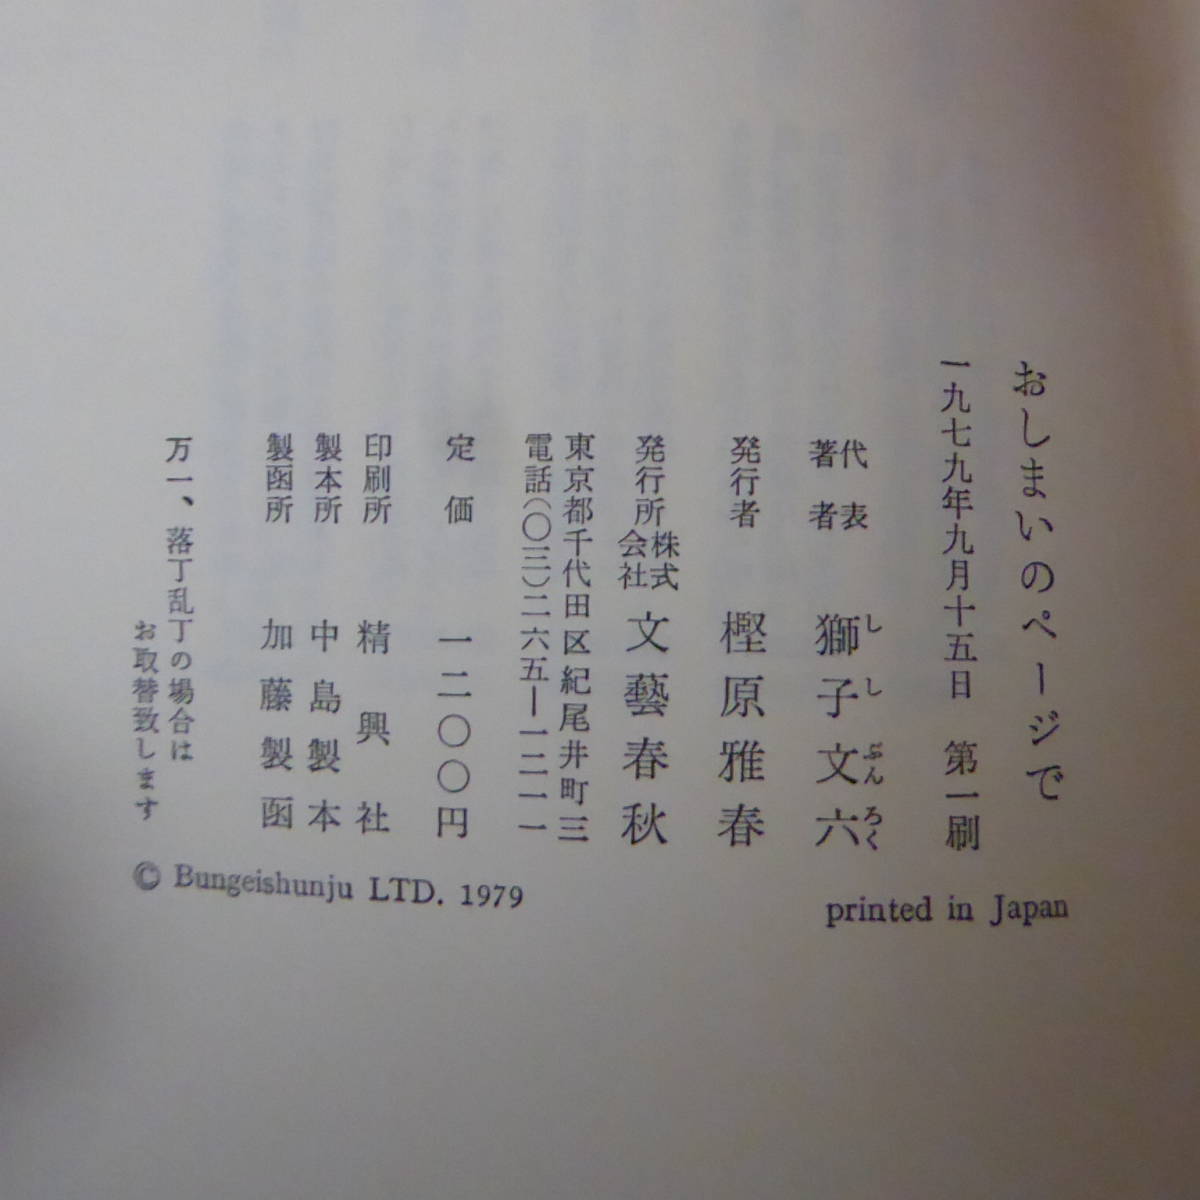 おしまいのページで
一九七九年九月十五日 第一刷
代表著者 獅子文六
しし ぶん ろく
発行者 樫原雅春
発行所 株式会社 文藝春秋
東京都千代田区紀尾井町三
電話(〇三)二六五―一二一一
定価 一二〇〇円
印刷所 精興社
製本所 中島製本
製函所 加藤製函
万一、落丁乱丁の場合は
お取替致します
© Bungeishunju LTD. 1979
printed in Japan